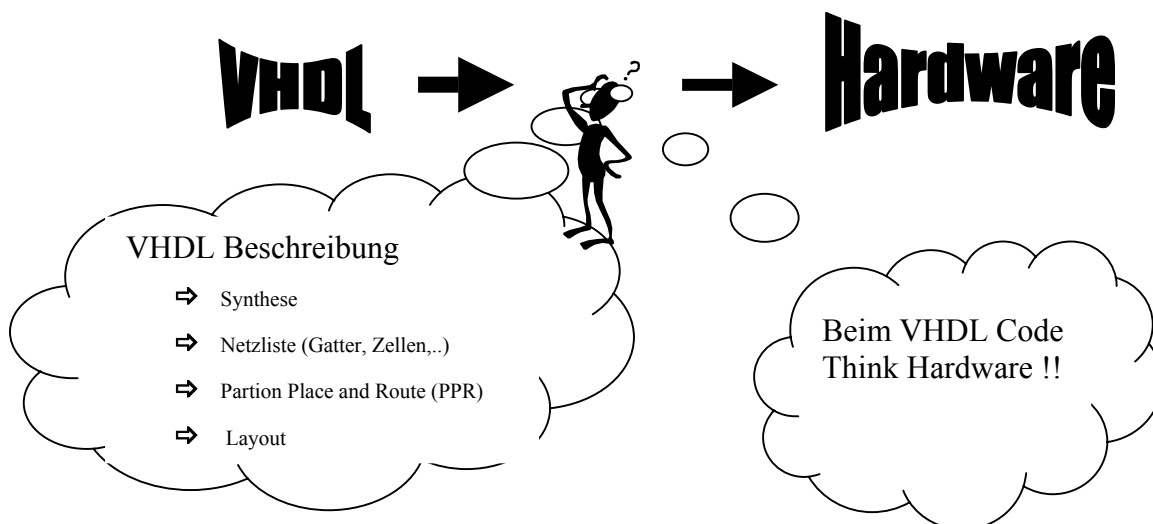 VHDL
Hardware
?
VHDL Beschreibung
Synthese
Netzliste (Gatter, Zellen,..)
Partion Place and Route (PPR)
Layout
Beim VHDL Code
Think Hardware !!